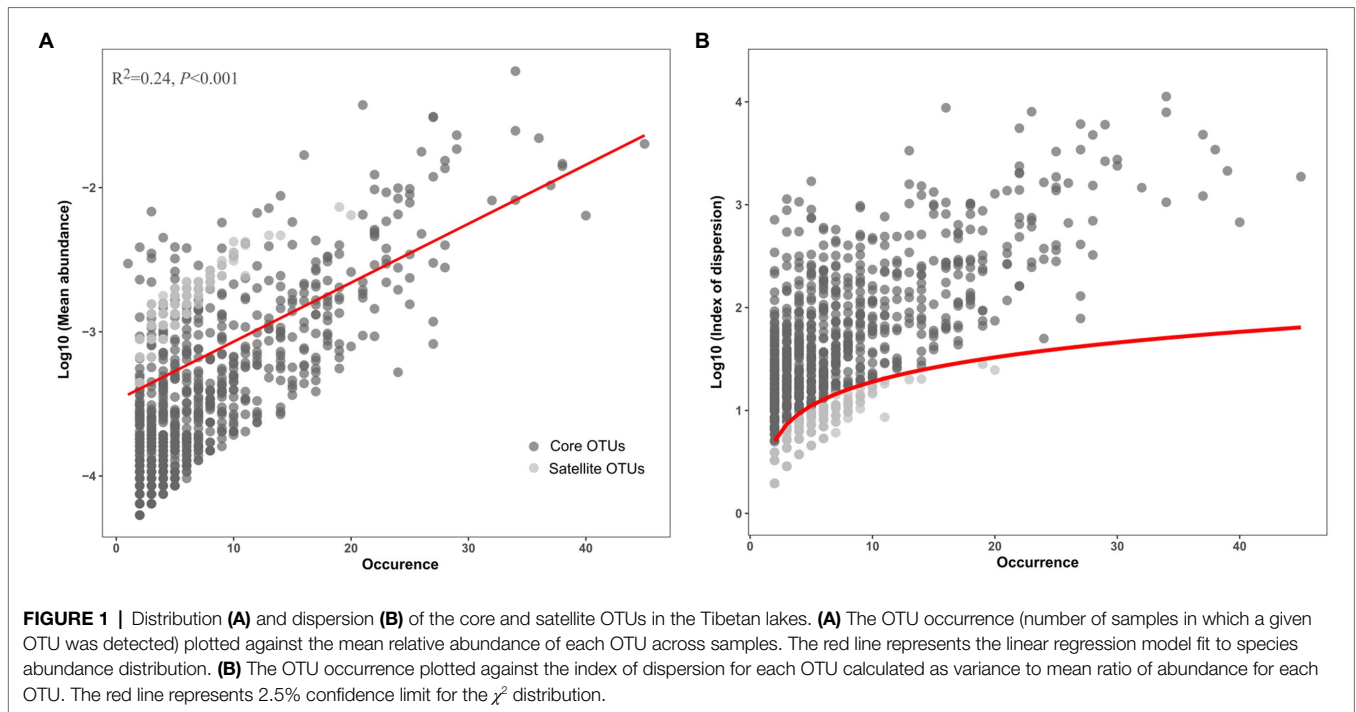 A
R²=0.24, P<0.001
Log10 (Mean abundance)
−2
−3
−4
0
10
20
30
40
Occurence
Core OTUs
Satellite OTUs
B
Log10 (Index of dispersion)
4
3
2
1
0
0
10
20
30
40
Occurrence
FIGURE 1 | Distribution (A) and dispersion (B) of the core and satellite OTUs in the Tibetan lakes. (A) The OTU occurrence (number of samples in which a given
OTU was detected) plotted against the mean relative abundance of each OTU across samples. The red line represents the linear regression model fit to species
abundance distribution. (B) The OTU occurrence plotted against the index of dispersion for each OTU calculated as variance to mean ratio of abundance for each
OTU. The red line represents 2.5% confidence limit for the χ² distribution.